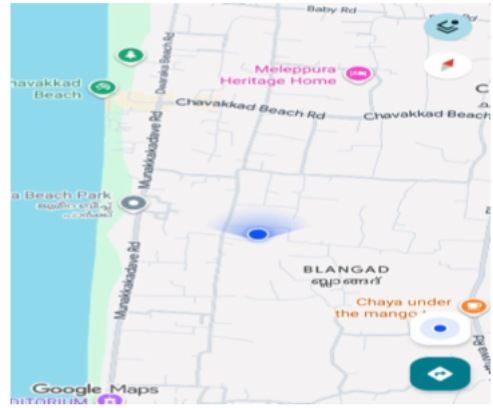 Baby Rd
Dwaraka Beach Rd
Meleppura
Heritage Home
havakkad
Beach
Chavakkad Beach Rd
Chavakkad Beach
C
Munakkakadave Rd
a Beach Park
Munakkakadave Rd
BLANGAD
ബ്ലാങ്ങാട്
Chaya under
the mango
Google Maps
DITORIUM